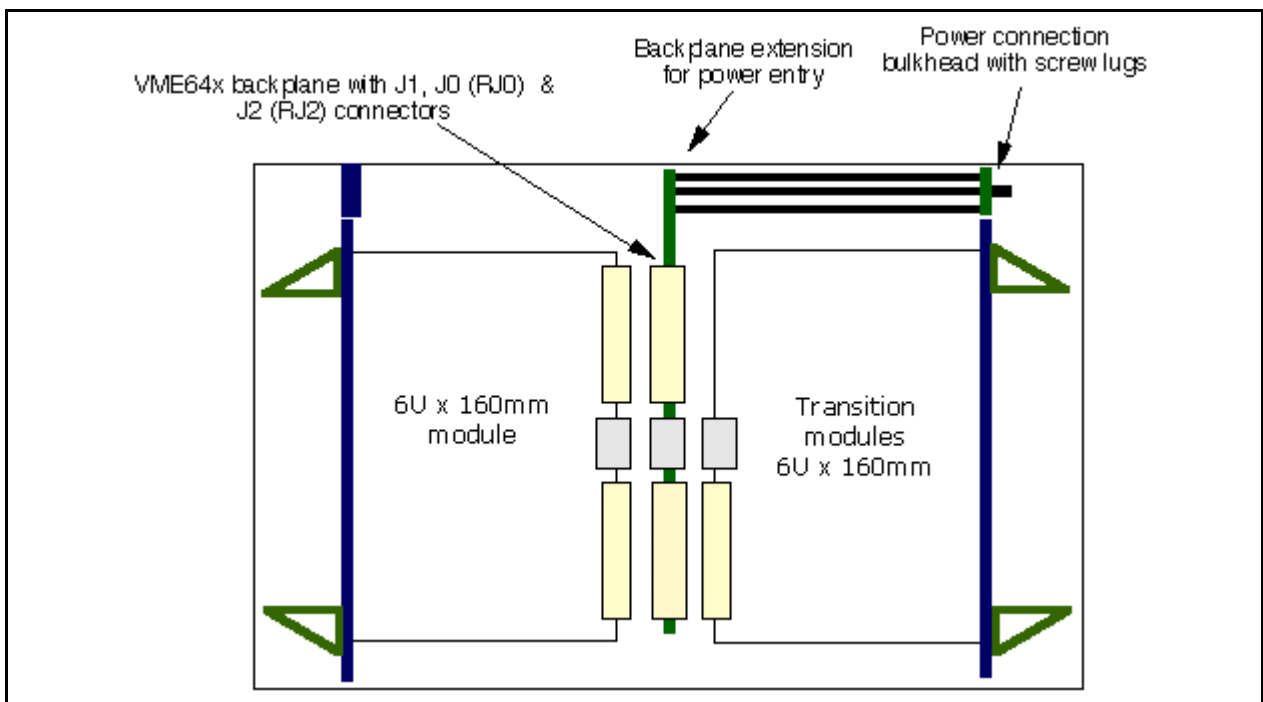 Backplane extension
for power entry
Power connection
bulkhead with screw lugs
VME64x backplane with J1, J0 (RJ0) &
J2 (RJ2) connectors
6U x 160mm
module
Transition
modules
6U x 160mm